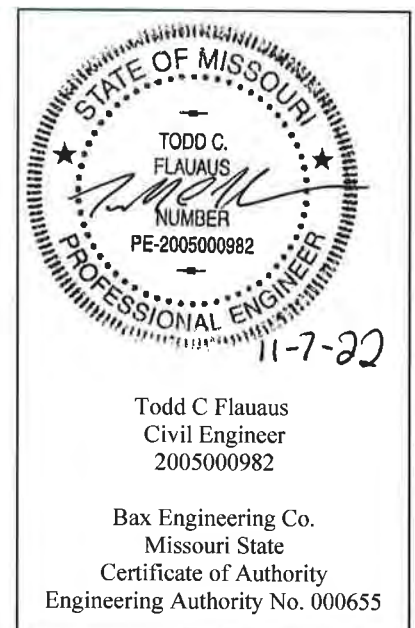 STATE OF MISSOURI
TODD C.
FLAUAUS
NUMBER
PE-2005000982
PROFESSIONAL ENGINEER
11-7-22
Todd C Flauaus
Civil Engineer
2005000982
Bax Engineering Co.
Missouri State
Certificate of Authority
Engineering Authority No. 000655